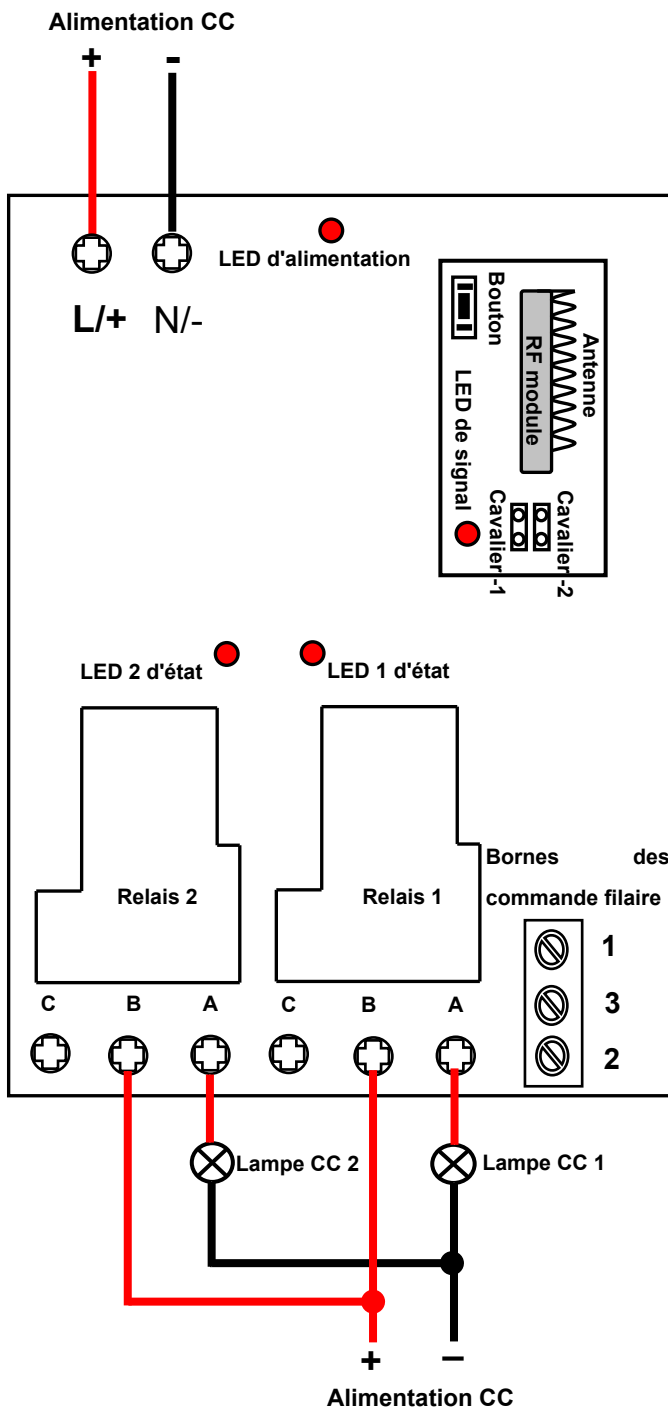 Alimentation CC
+ -
LED d'alimentation
L/+ N/-
Bouton
RF module
Antenne
LED de signal
Cavalier -1
Cavalier -2
LED 2 d'état
LED 1 d'état
Relais 2
Relais 1
Bornes des
commande filaire
1
3
2
C B A C B A
Lampe CC 2
Lampe CC 1
+ –
Alimentation CC